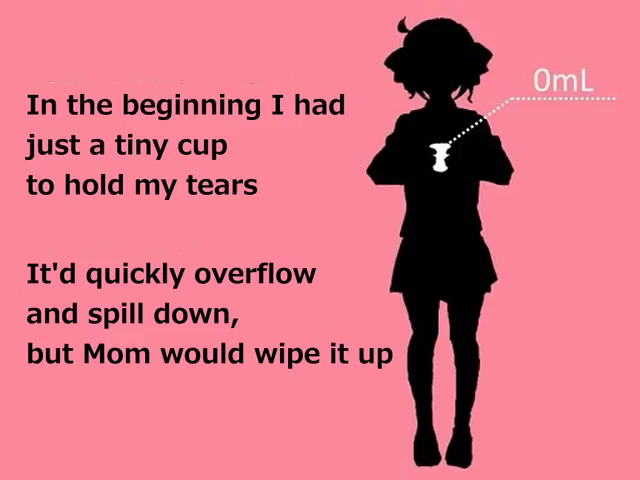 In the beginning I had
just a tiny cup
to hold my tears
It'd quickly overflow
and spill down,
but Mom would wipe it up
0mL